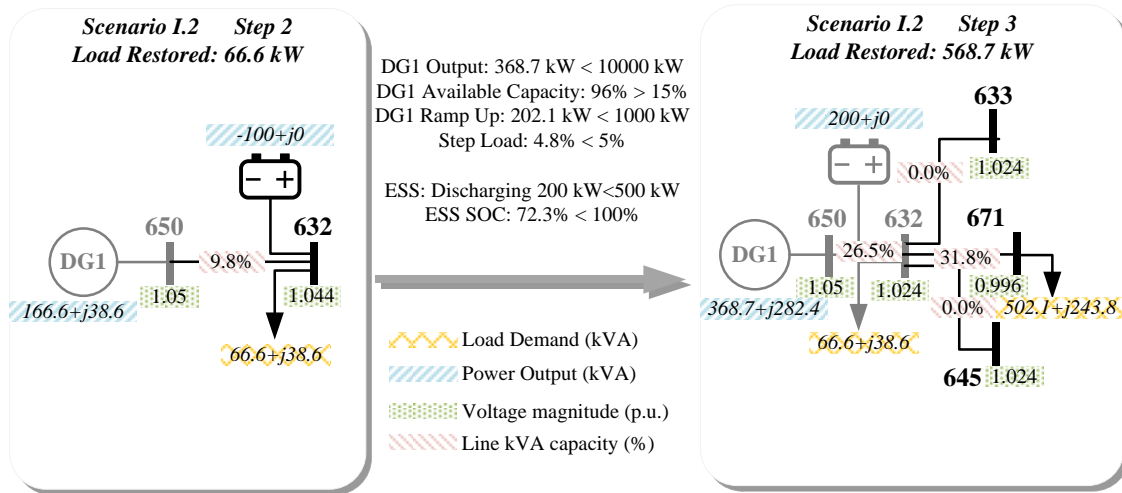 Scenario I.2 Step 2
Load Restored: 66.6 kW
-100+j0
− +
650
632
DG1
9.8%
1.05
1.044
166.6+j38.6
66.6+j38.6
DG1 Output: 368.7 kW < 10000 kW
DG1 Available Capacity: 96% > 15%
DG1 Ramp Up: 202.1 kW < 1000 kW
Step Load: 4.8% < 5%
ESS: Discharging 200 kW<500 kW
ESS SOC: 72.3% < 100%
Load Demand (kVA)
Power Output (kVA)
Voltage magnitude (p.u.)
Line kVA capacity (%)
Scenario I.2 Step 3
Load Restored: 568.7 kW
633
200+j0
− +
0.0%
1.024
650
632
671
DG1
26.5%
31.8%
1.05
1.024
0.996
368.7+j282.4
0.0%
502.1+j243.8
66.6+j38.6
645
1.024